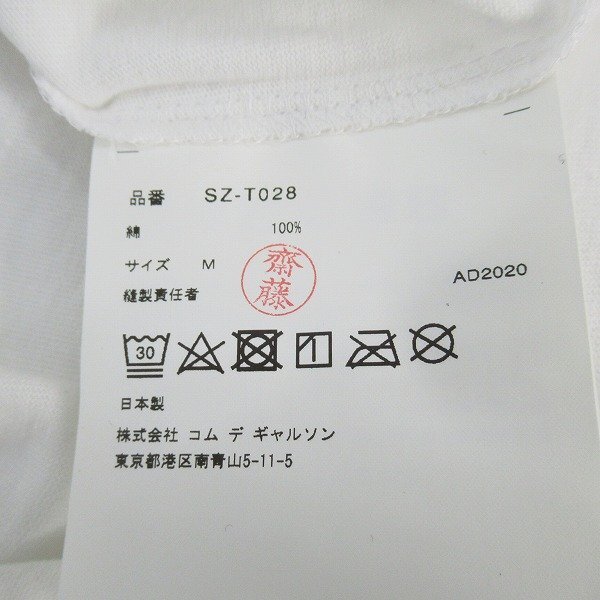 品番 SZ-T028
綿 100%
サイズ M
齋藤
AD2020
縫製責任者
30
日本製
株式会社 コム デ ギャルソン
東京都港区南青山5-11-5